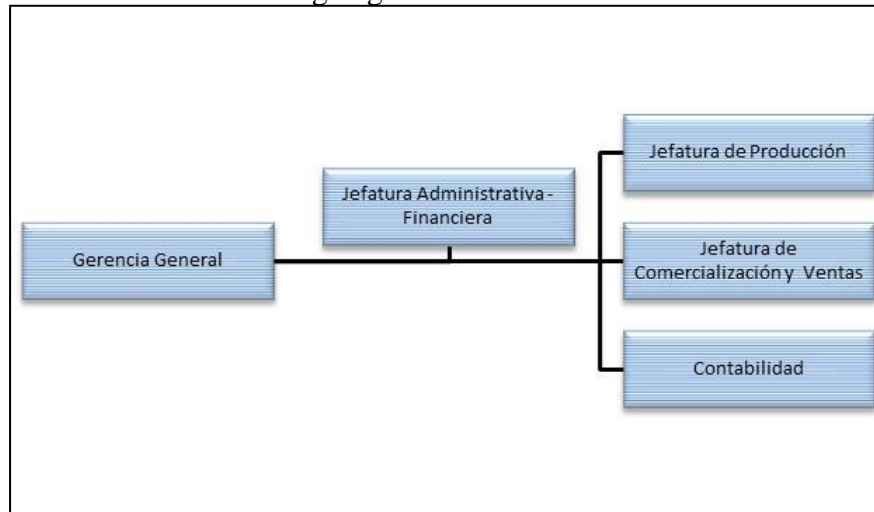 Jefatura de Producción
Jefatura Administrativa -
Financiera
Gerencia General
Jefatura de
Comercialización y Ventas
Contabilidad